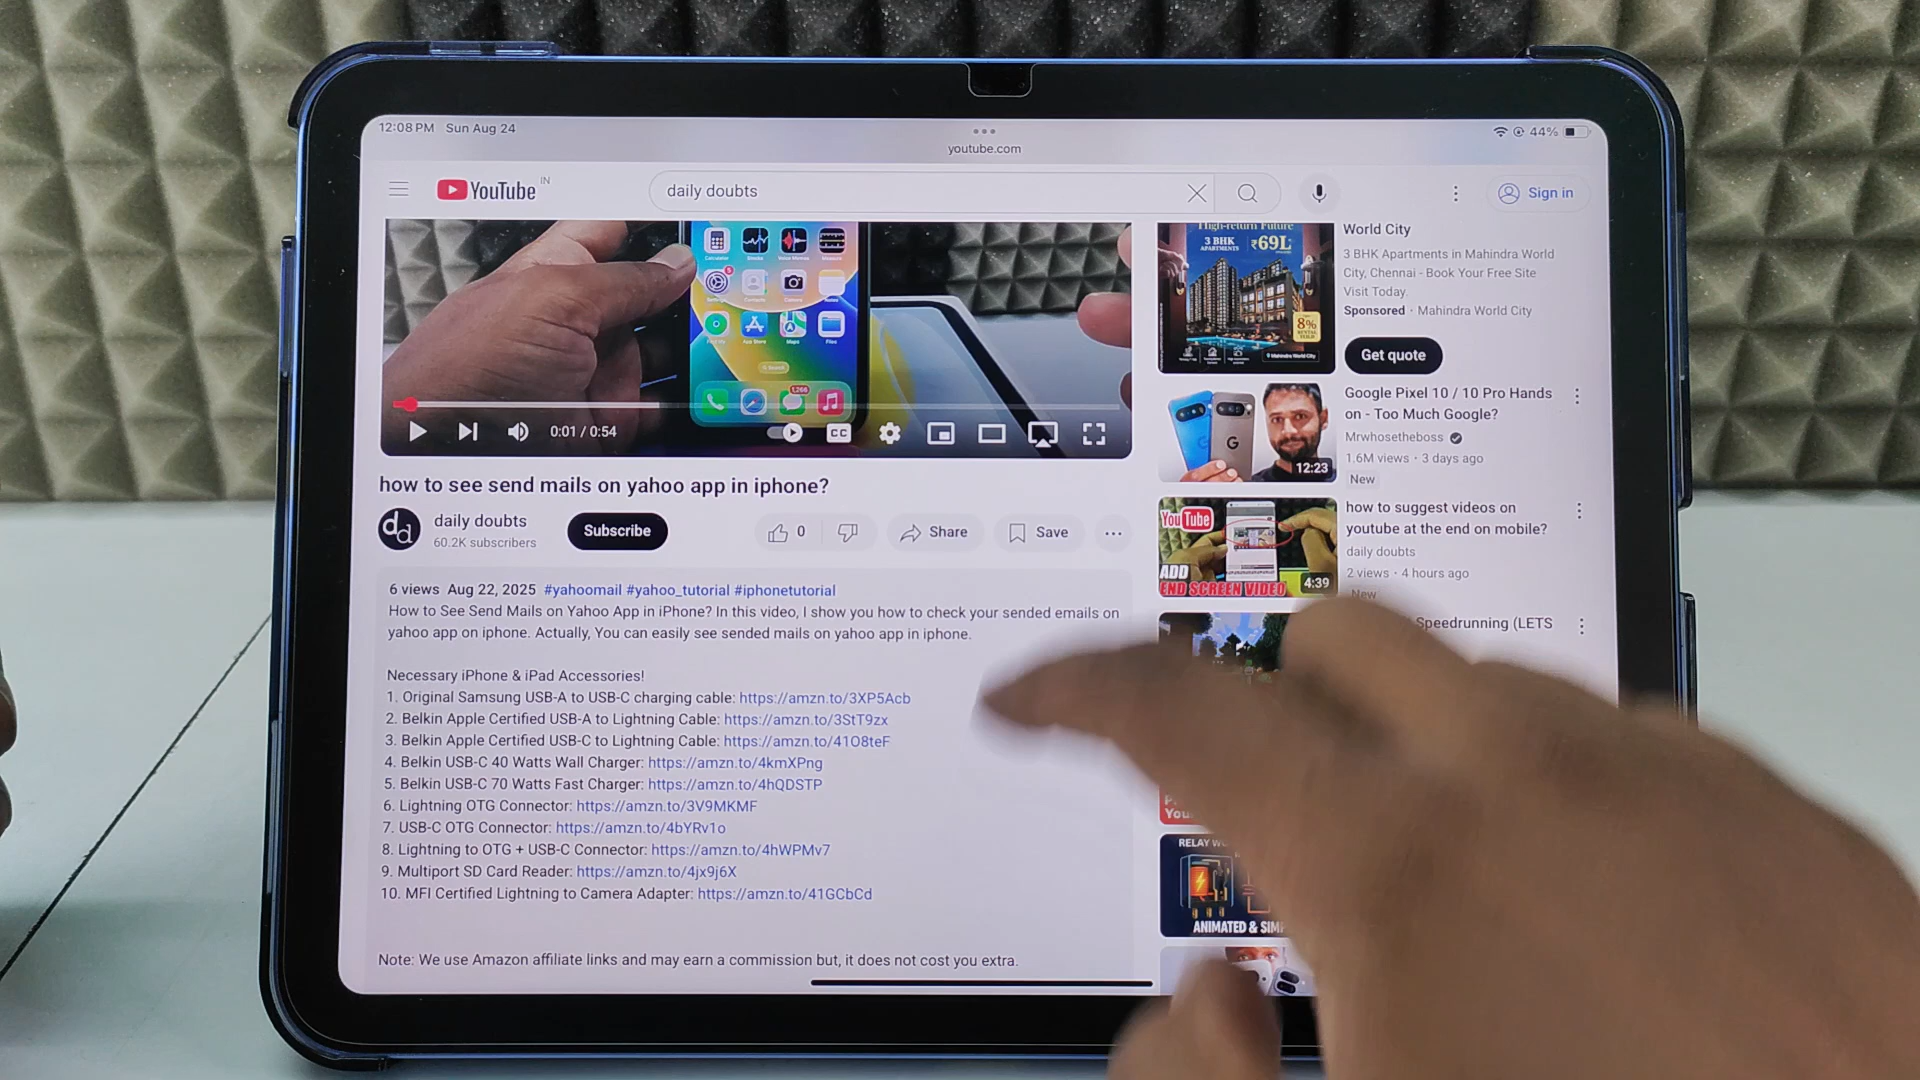 12:08 PM Sun Aug 24
44%
youtube.com
YouTube IN
daily doubts
Sign in
0:01 / 0:54
CC
how to see send mails on yahoo app in iphone?
dd
daily doubts
60.2K subscribers
Subscribe
0
Share
Save
6 views Aug 22, 2025 #yahoomail #yahoo_tutorial #iphonetutorial
How to See Send Mails on Yahoo App in iPhone? In this video, I show you how to check your sended emails on
yahoo app on iphone. Actually, You can easily see sended mails on yahoo app in iphone.
Necessary iPhone & iPad Accessories!
1. Original Samsung USB-A to USB-C charging cable: https://amzn.to/3XP5Acb
2. Belkin Apple Certified USB-A to Lightning Cable: https://amzn.to/3StT9zx
3. Belkin Apple Certified USB-C to Lightning Cable: https://amzn.to/41O8teF
4. Belkin USB-C 40 Watts Wall Charger: https://amzn.to/4kmXPng
5. Belkin USB-C 70 Watts Fast Charger: https://amzn.to/4hQDSTP
6. Lightning OTG Connector: https://amzn.to/3V9MKMF
7. USB-C OTG Connector: https://amzn.to/4bYRv1o
8. Lightning to OTG + USB-C Connector: https://amzn.to/4hWPMv7
9. Multiport SD Card Reader: https://amzn.to/4jx9j6X
10. MFI Certified Lightning to Camera Adapter: https://amzn.to/41GCbCd
Note: We use Amazon affiliate links and may earn a commission but, it does not cost you extra.
High-return Future
3 BHK
APARTMENTS
₹69L*
8%
Mahindra World City
World City
3 BHK Apartments in Mahindra World
City, Chennai - Book Your Free Site
Visit Today.
Sponsored · Mahindra World City
Get quote
12:23
Google Pixel 10 / 10 Pro Hands
on - Too Much Google?
Mrwhosetheboss
1.6M views · 3 days ago
New
YouTube
ADD
END SCREEN VIDEO
4:39
how to suggest videos on
youtube at the end on mobile?
daily doubts
2 views · 4 hours ago
New
Speedrunning (LETS
You
RELAY
ANIMATED &